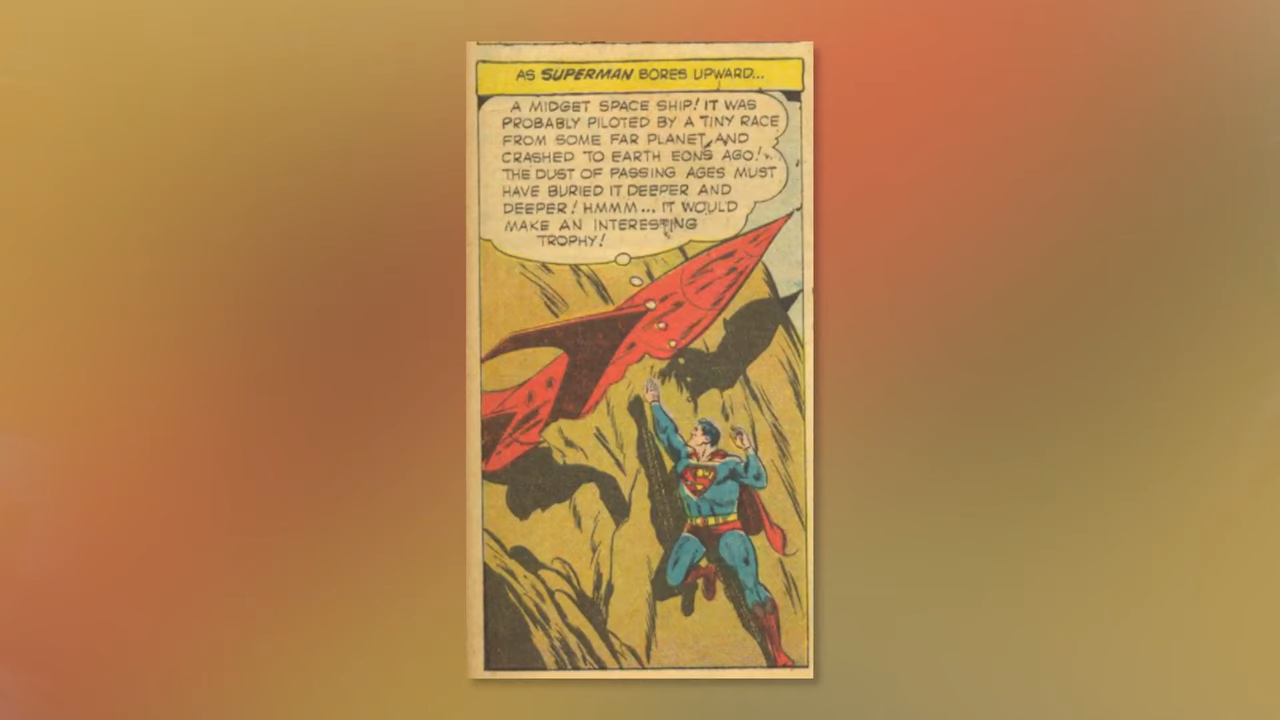 AS SUPERMAN BORES UPWARD...
A MIDGET SPACE SHIP! IT WAS
PROBABLY PILOTED BY A TINY RACE
FROM SOME FAR PLANET, AND
CRASHED TO EARTH EONS AGO!
THE DUST OF PASSING AGES MUST
HAVE BURIED IT DEEPER AND
DEEPER! HMMM... IT WOULD
MAKE AN INTERESTING
TROPHY!
S